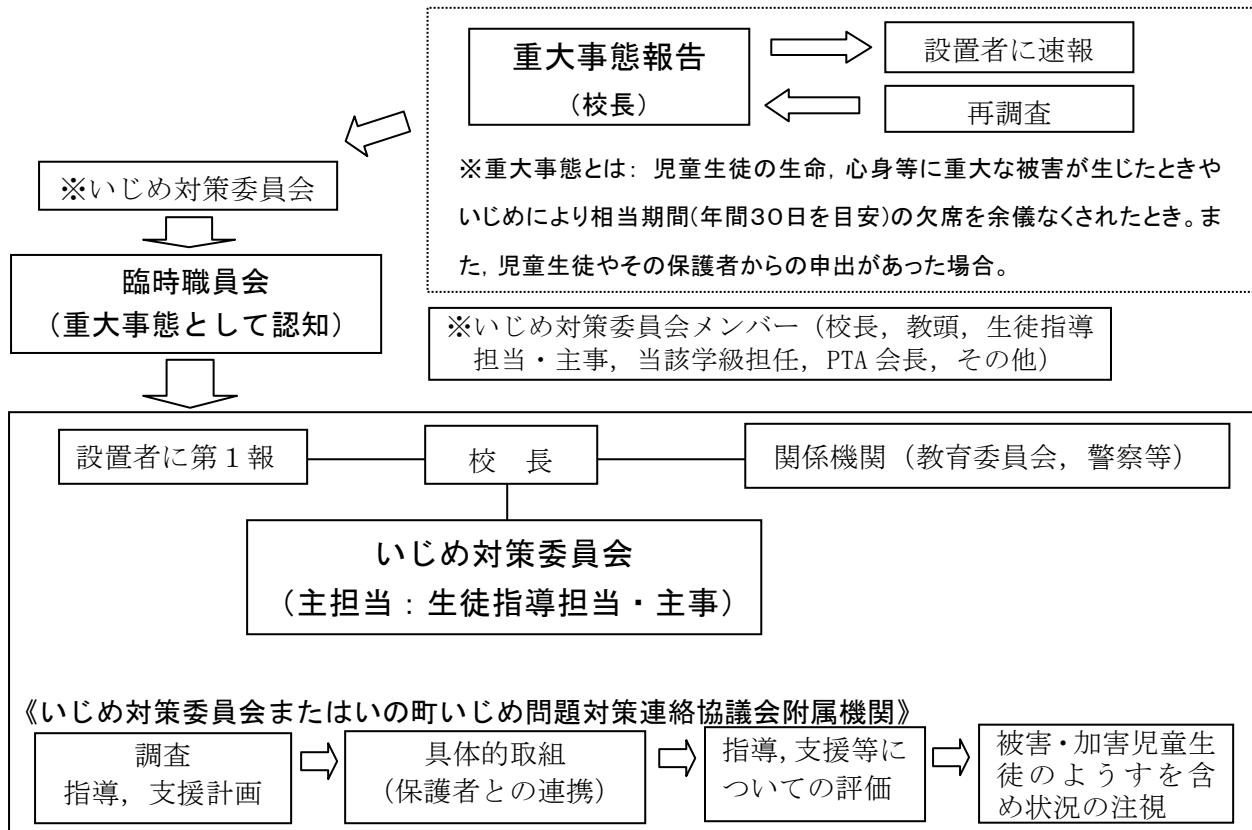 重大事態報告
（校長）
設置者に速報
再調査
※重大事態とは： 児童生徒の生命，心身等に重大な被害が生じたときや
いじめにより相当期間(年間３０日を目安)の欠席を余儀なくされたとき。ま
た，児童生徒やその保護者からの申出があった場合。
※いじめ対策委員会
臨時職員会
（重大事態として認知）
※いじめ対策委員会メンバー（校長，教頭，生徒指導
担当・主事，当該学級担任，PTA 会長，その他）
設置者に第１報
校　長
関係機関（教育委員会，警察等）
いじめ対策委員会
（主担当：生徒指導担当・主事）
《いじめ対策委員会またはいの町いじめ問題対策連絡協議会附属機関》
調査
指導，支援計画
具体的取組
（保護者との連携）
指導，支援等に
ついての評価
被害・加害児童生
徒のようすを含
め状況の注視